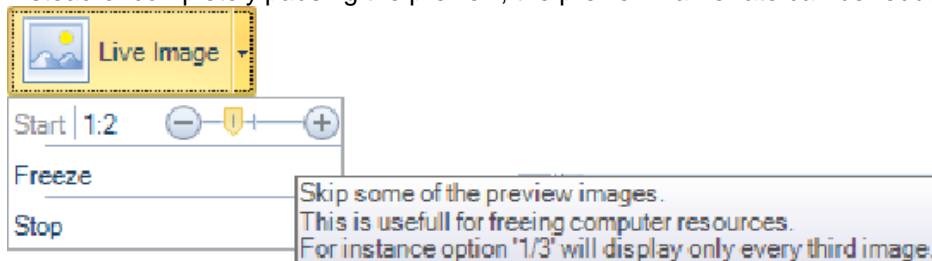 Live Image
Start 1:2
Freeze
Stop
Skip some of the preview images.
This is usefull for freeing computer resources.
For instance option '1/3' will display only every third image.